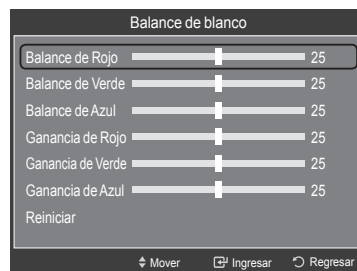 Balance de blanco
Balance de Rojo 25
Balance de Verde 25
Balance de Azul 25
Ganancia de Rojo 25
Ganancia de Verde 25
Ganancia de Azul 25
Reiniciar
Mover Ingresar Regresar